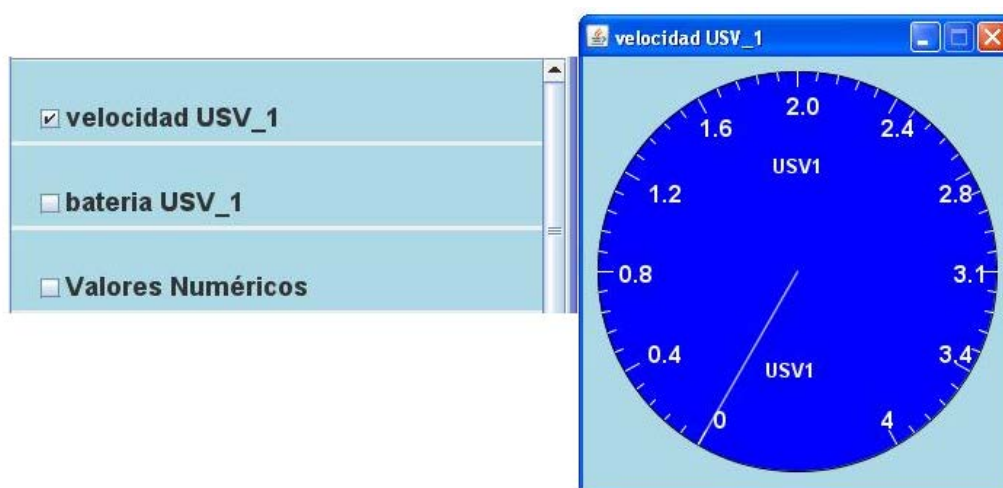 velocidad USV_1
bateria USV_1
Valores Numéricos
velocidad USV_1
2.0
1.6
2.4
USV1
1.2
2.8
0.8
3.1
0.4
3.4
USV1
0
4